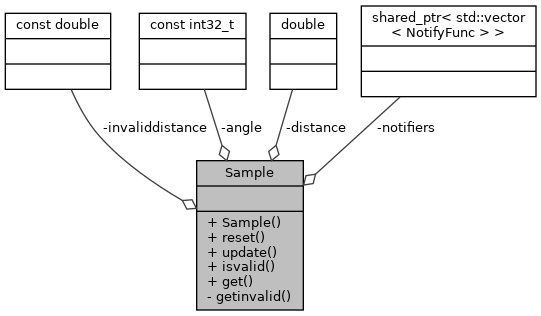 const double
const int32_t
double
shared_ptr< std::vector
< NotifyFunc > >
-invaliddistance
-angle
-distance
-notifiers
Sample
+ Sample()
+ reset()
+ update()
+ isvalid()
+ get()
- getinvalid()